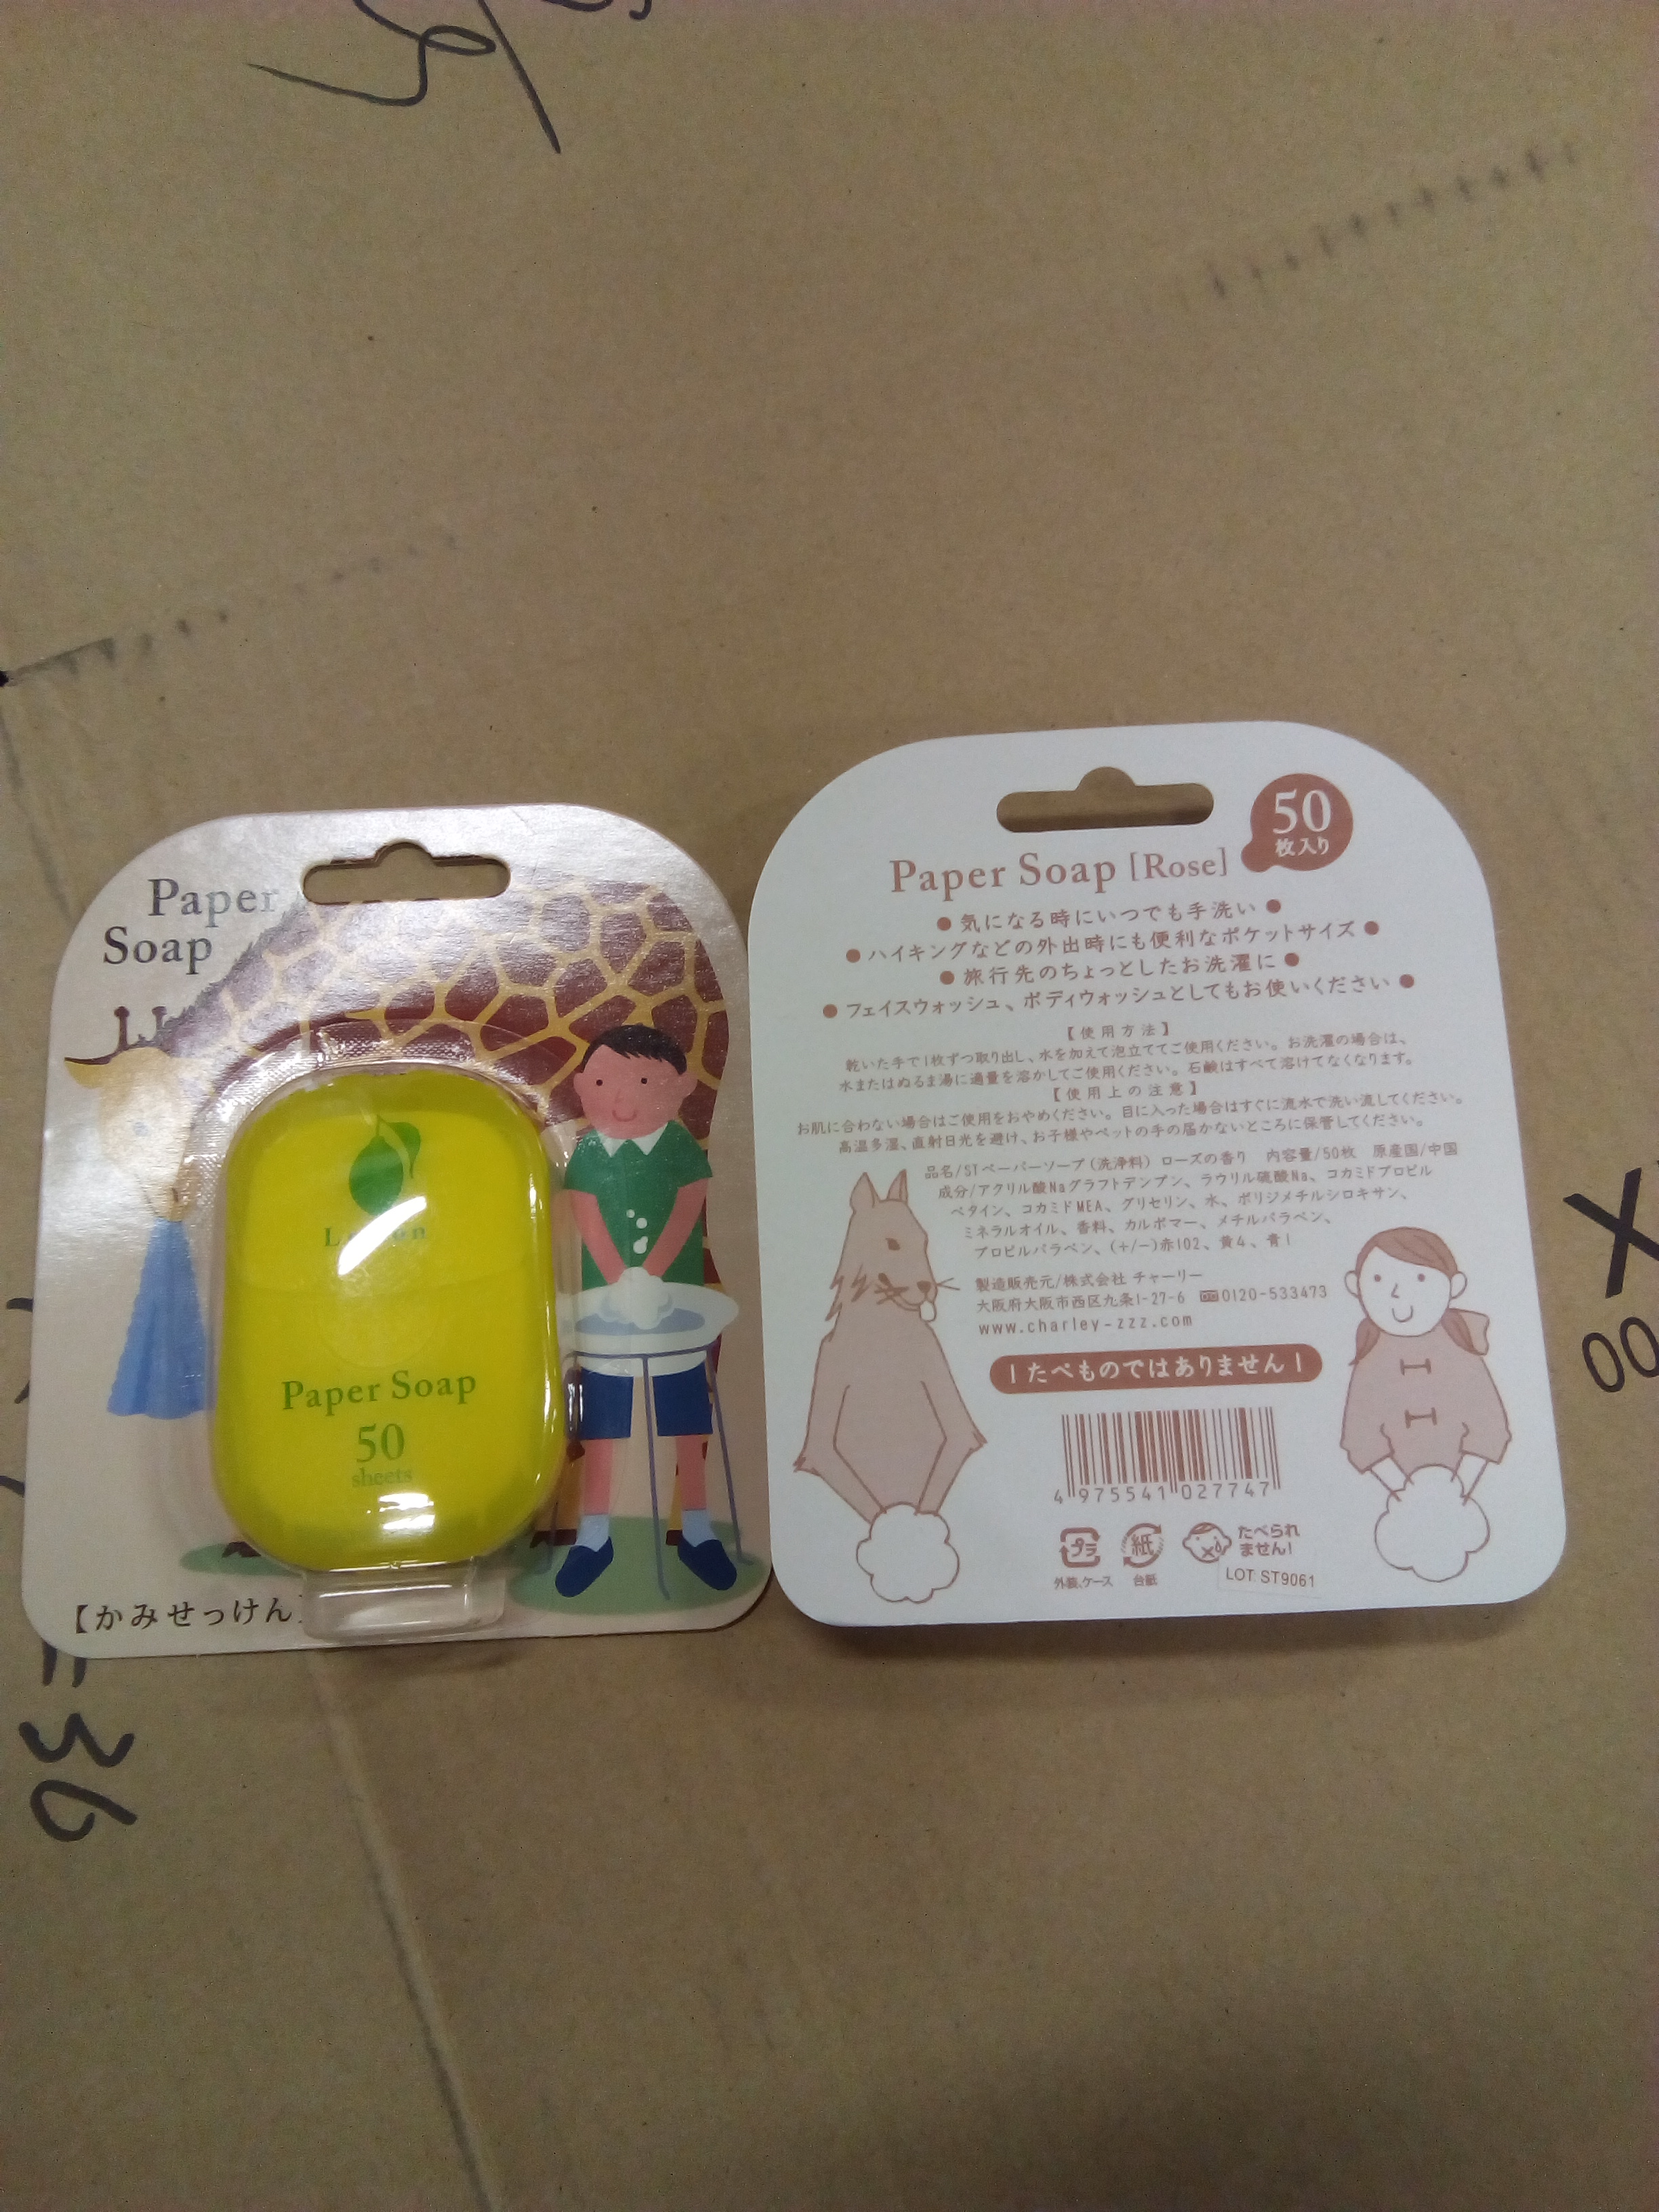 Paper
Soap
Lemon
Paper Soap
50
sheets
【かみせっけん】
50
枚入り
Paper Soap [Rose]
● 気になる時にいつでも手洗い ●
● ハイキングなどの外出時にも便利なポケットサイズ ●
● 旅行先のちょっとしたお洗濯に ●
● フェイスウォッシュ、ボディウォッシュとしてもお使いください ●
【使用方法】
乾いた手で1枚ずつ取り出し、水を加えて泡立ててご使用ください。お洗濯の場合は、
水またはぬるま湯に適量を溶かしてご使用ください。石鹸はすべて溶けてなくなります。
【使用上の注意】
お肌に合わない場合はご使用をおやめください。目に入った場合はすぐに流水で洗い流してください。
高温多湿、直射日光を避け、お子様やペットの手の届かないところに保管してください。
品名/STペーパーソープ(洗浄料) ローズの香り 内容量/50枚 原産国/中国
成分/アクリル酸Naグラフトデンプン、ラウリル硫酸Na、コカミドプロピル
ベタイン、コカミドMEA、グリセリン、水、ポリジメチルシロキサン、
ミネラルオイル、香料、カルボマー、メチルパラベン、
プロピルパラベン、(+/-)赤102、黄4、青1
製造販売元/株式会社 チャーリー
大阪府大阪市西区九条1-27-6 0120-533473
www.charley-zzz.com
| たべものではありません |
4 975541 027747
プラ
外装、ケース
紙
台紙
たべられ
ません!
LOT ST9061
=36
X
00